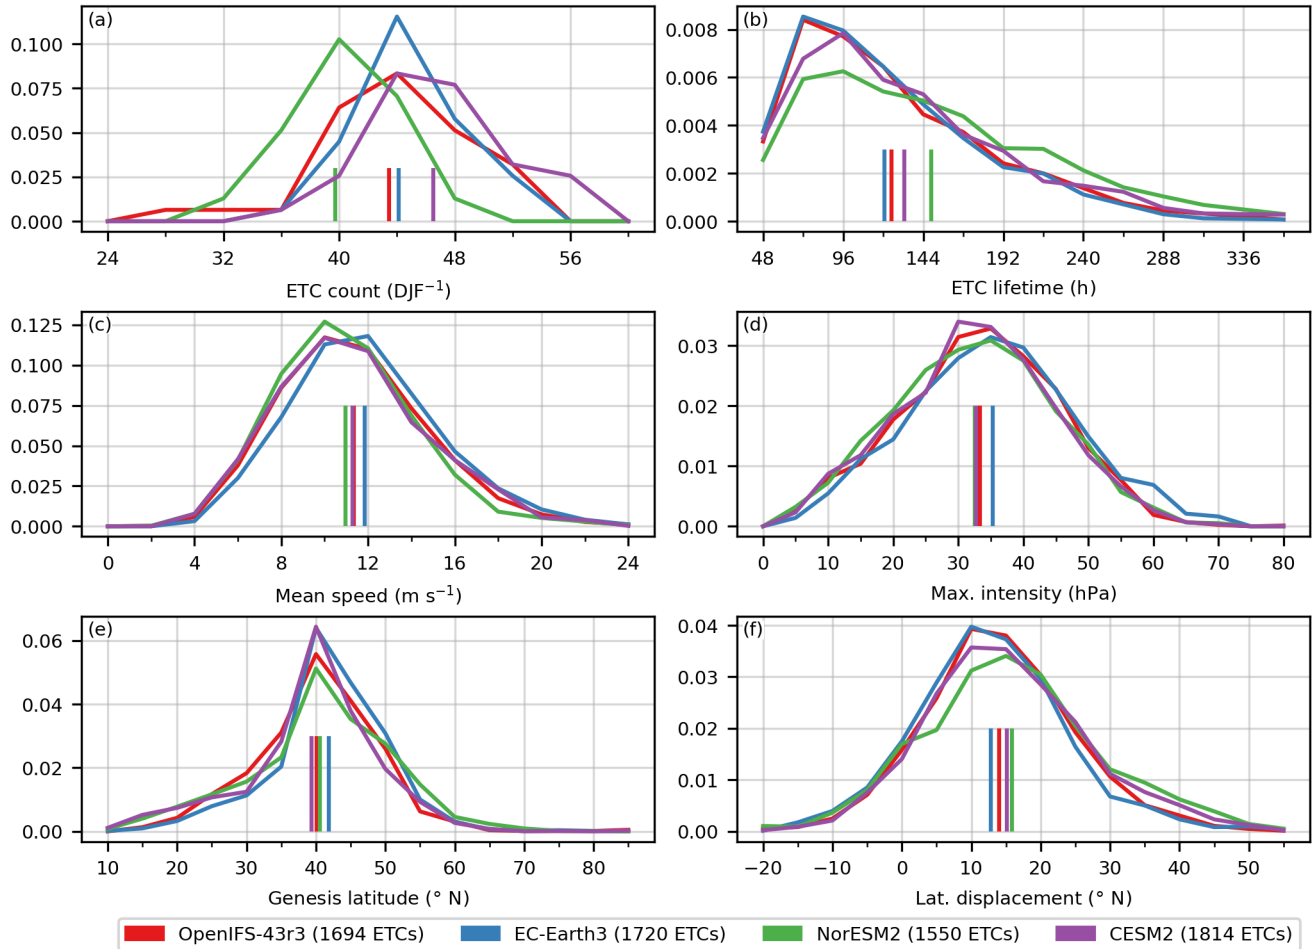 (a)
0.100
0.075
0.050
0.025
0.000
24 32 40 48 56
ETC count (DJF⁻¹)
(b)
0.008
0.006
0.004
0.002
0.000
48 96 144 192 240 288 336
ETC lifetime (h)
(c)
0.125
0.100
0.075
0.050
0.025
0.000
0 4 8 12 16 20 24
Mean speed (m s⁻¹)
(d)
0.03
0.02
0.01
0.00
0 10 20 30 40 50 60 70 80
Max. intensity (hPa)
(e)
0.06
0.04
0.02
0.00
10 20 30 40 50 60 70 80
Genesis latitude (° N)
(f)
0.04
0.03
0.02
0.01
0.00
−20 −10 0 10 20 30 40 50
Lat. displacement (° N)
OpenIFS-43r3 (1694 ETCs) EC-Earth3 (1720 ETCs) NorESM2 (1550 ETCs) CESM2 (1814 ETCs)